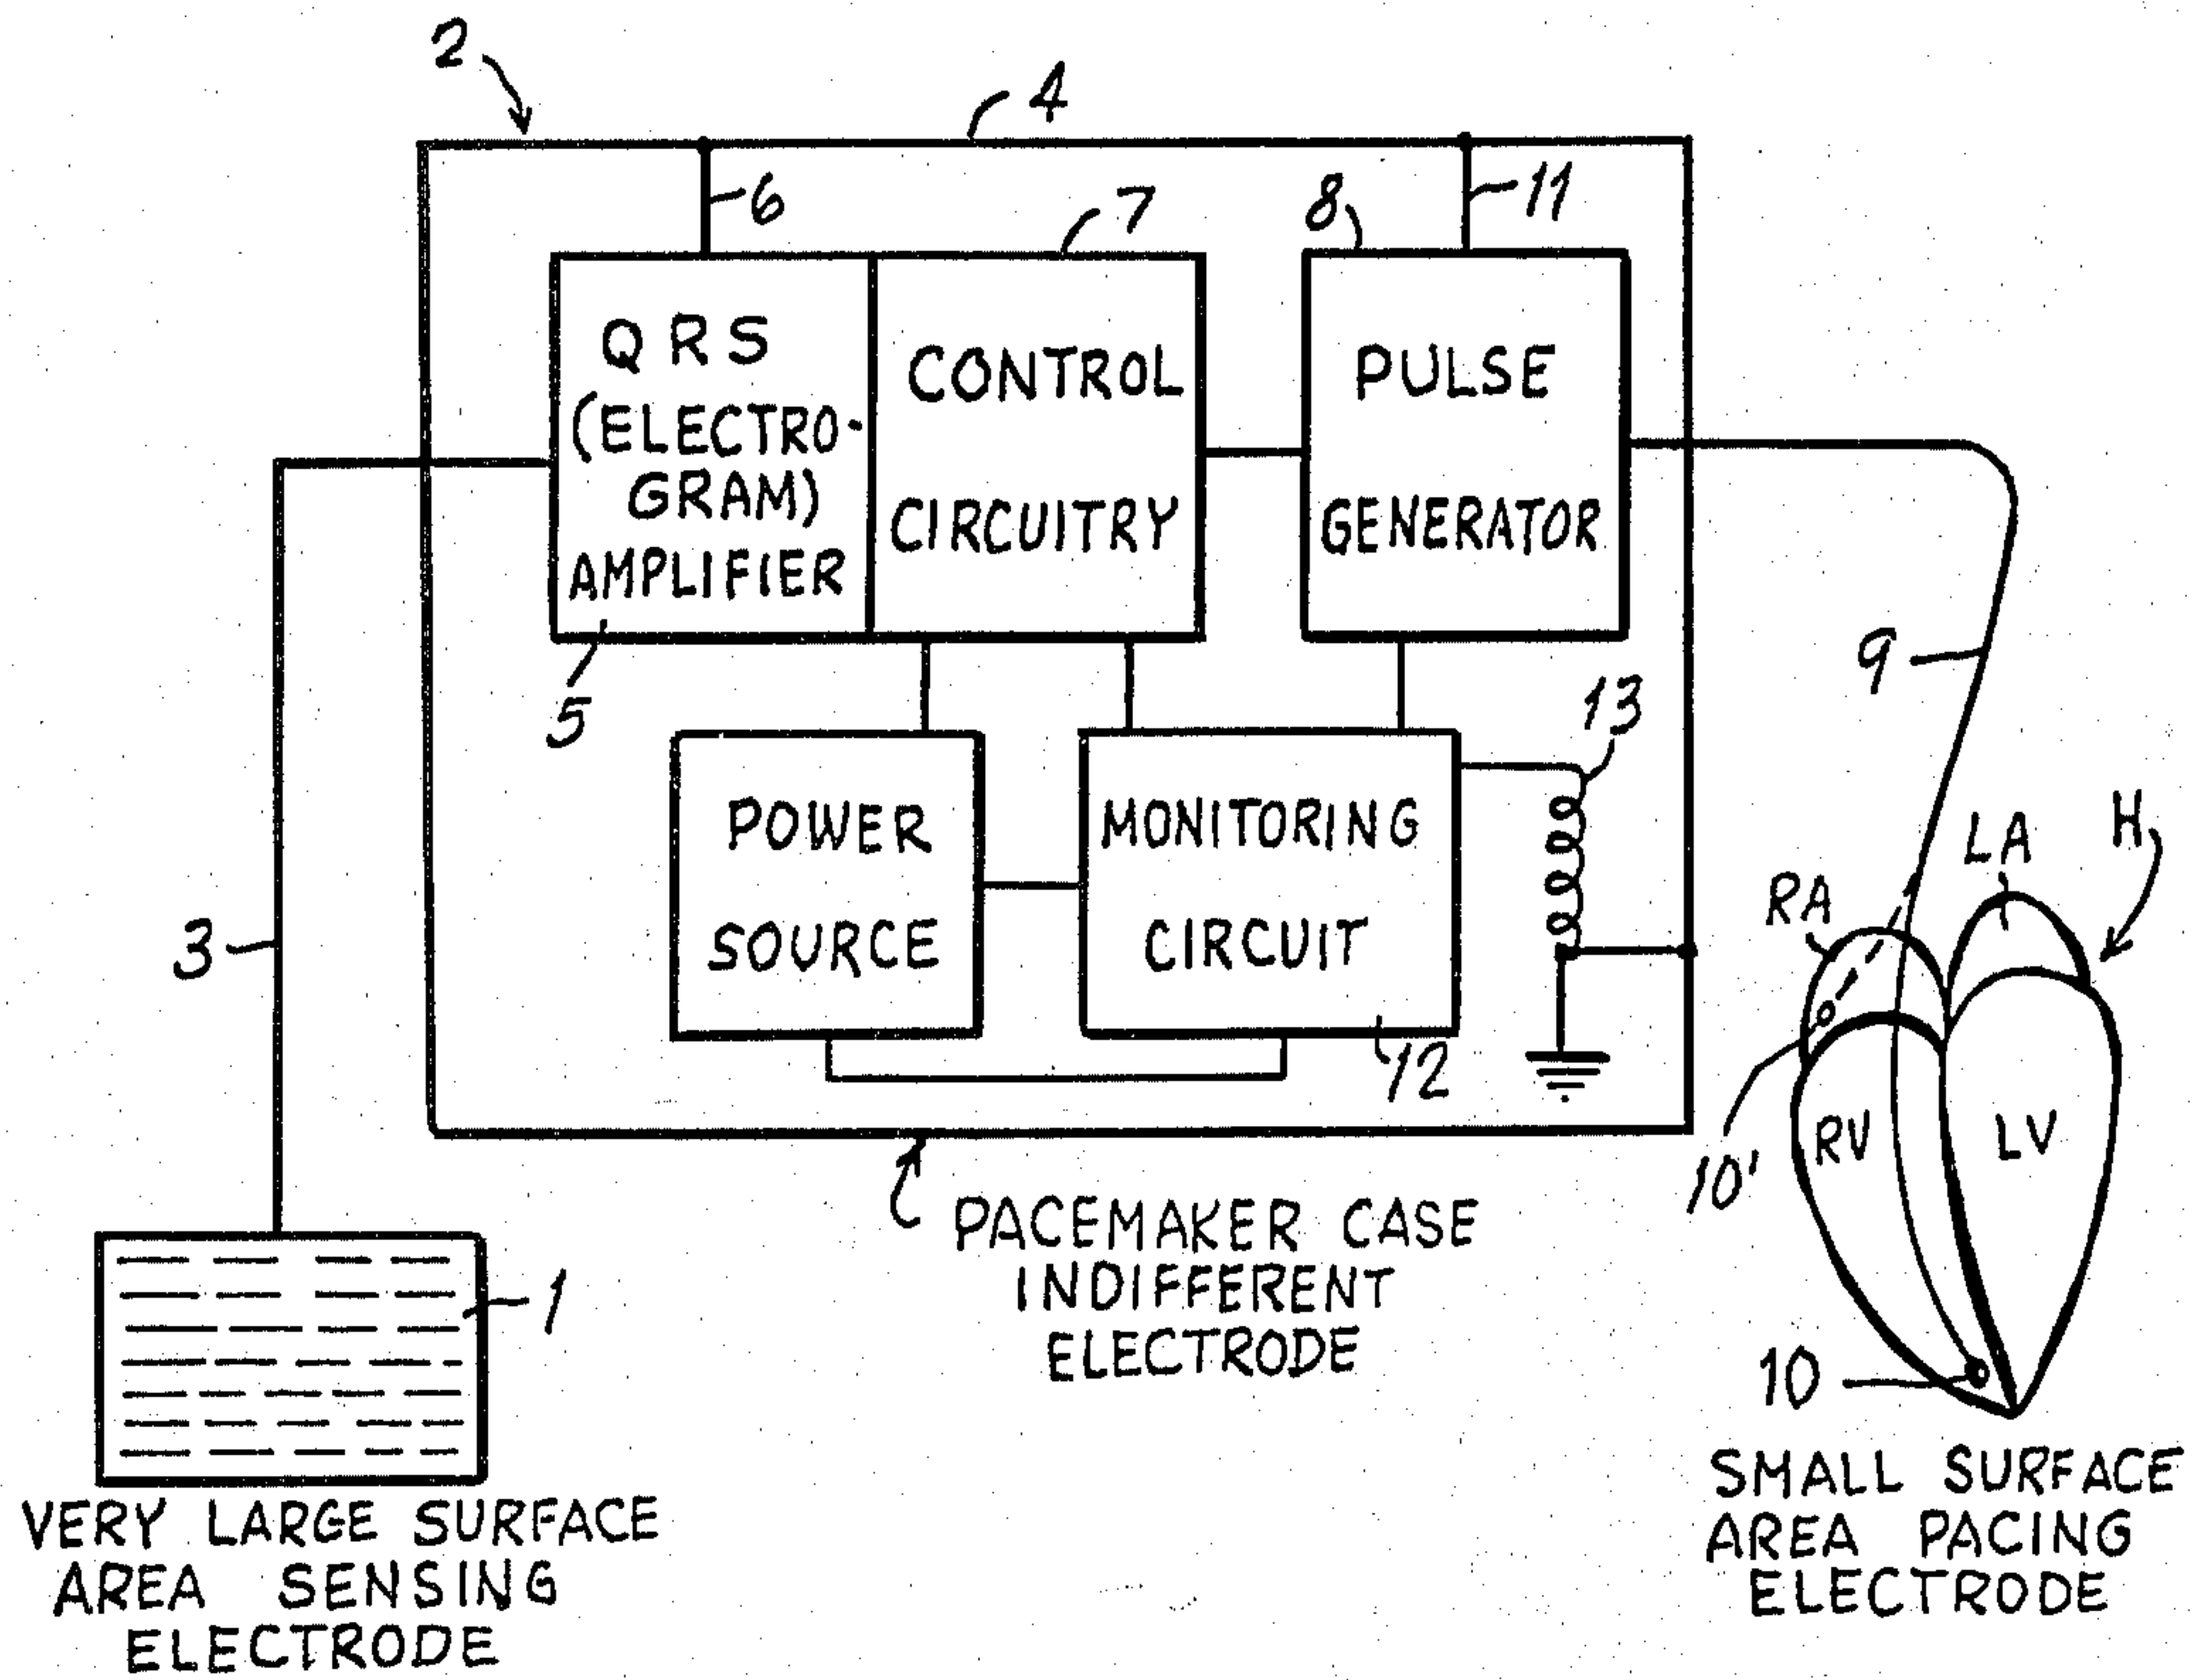 2
4
6
7
8
11
QRS
(ELECTRO-
GRAM)
AMPLIFIER
CONTROL
CIRCUITRY
PULSE
GENERATOR
5
9
13
3
POWER
SOURCE
MONITORING
CIRCUIT
12
RA
LA
H
RV
LV
10'
10
1
PACEMAKER CASE
INDIFFERENT
ELECTRODE
VERY LARGE SURFACE
AREA SENSING
ELECTRODE
SMALL SURFACE
AREA PACING
ELECTRODE